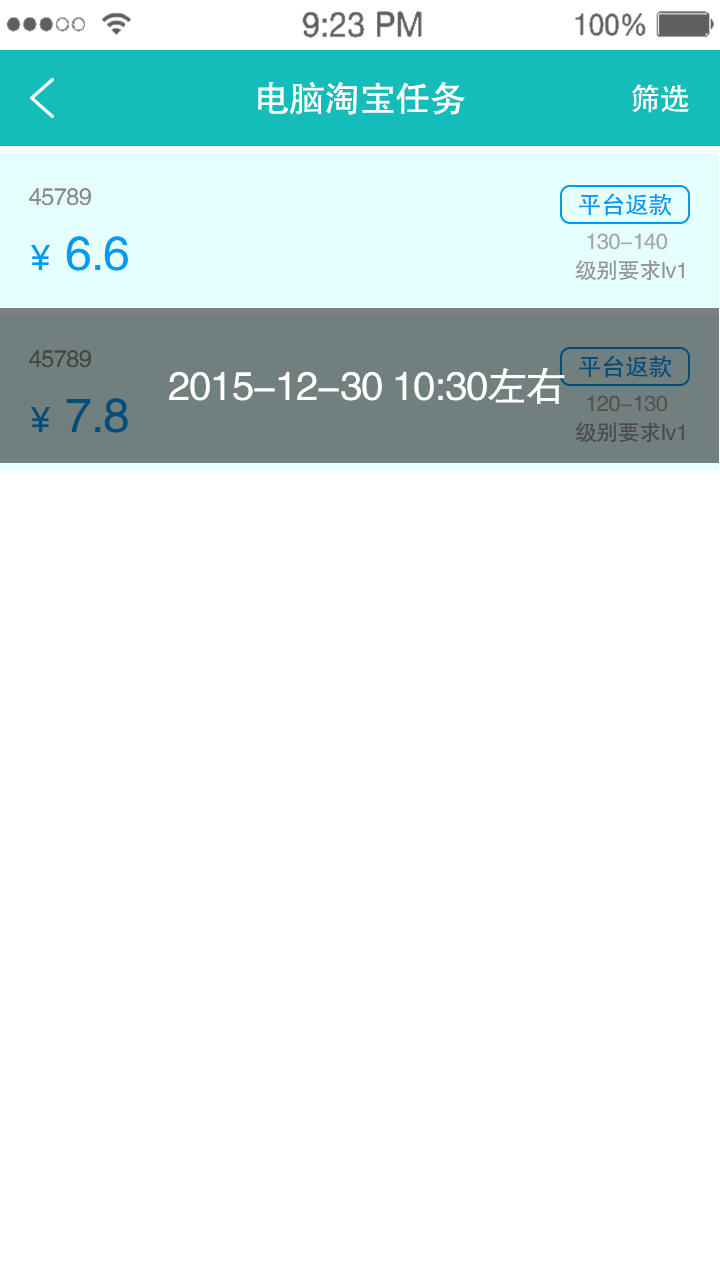 9:23 PM 100%
电脑淘宝任务 筛选
45789 平台返款
¥ 6.6 130-140
级别要求lv1
45789 平台返款
2015-12-30 10:30左右
¥ 7.8 120-130
级别要求lv1